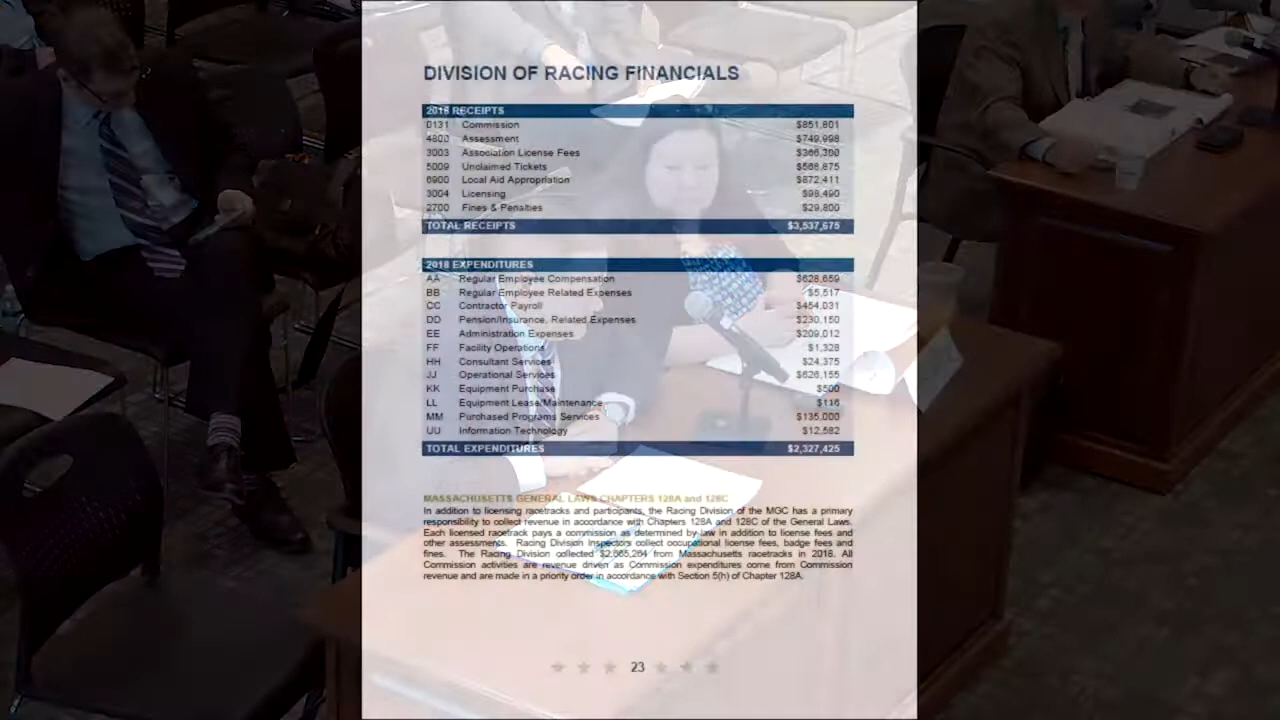 DIVISION OF RACING FINANCIALS
2018 RECEIPTS
0131 Commission $851,801
4800 Assessment $749,998
3003 Association License Fees $366,300
5009 Unclaimed Tickets $568,875
6900 Local Aid Appropriation $872,411
3004 Licensing $98,490
2700 Fines & Penalties $29,800
TOTAL RECEIPTS $3,537,675
2018 EXPENDITURES
AA Regular Employee Compensation $628,659
BB Regular Employee Related Expenses $5,517
CC Contractor Payroll $454,031
DD Pension/Insurance, Related Expenses $230,150
EE Administration Expenses $209,012
FF Facility Operations $1,328
HH Consultant Services $24,375
JJ Operational Services $626,155
KK Equipment Purchase $500
LL Equipment Lease/Maintenance $116
MM Purchased Programs Services $135,000
UU Information Technology $12,582
TOTAL EXPENDITURES $2,327,425
MASSACHUSETTS GENERAL LAWS CHAPTERS 128A and 128C
In addition to licensing racetracks and participants, the Racing Division of the MGC has a primary
responsibility to collect revenue in accordance with Chapters 128A and 128C of the General Laws.
Each licensed racetrack pays a commission as determined by law in addition to license fees and
other assessments. Racing Division Inspectors collect occupational license fees, badge fees and
fines. The Racing Division collected $2,665,264 from Massachusetts racetracks in 2018. All
Commission activities are revenue driven as Commission expenditures come from Commission
revenue and are made in a priority order in accordance with Section 5(h) of Chapter 128A.
23